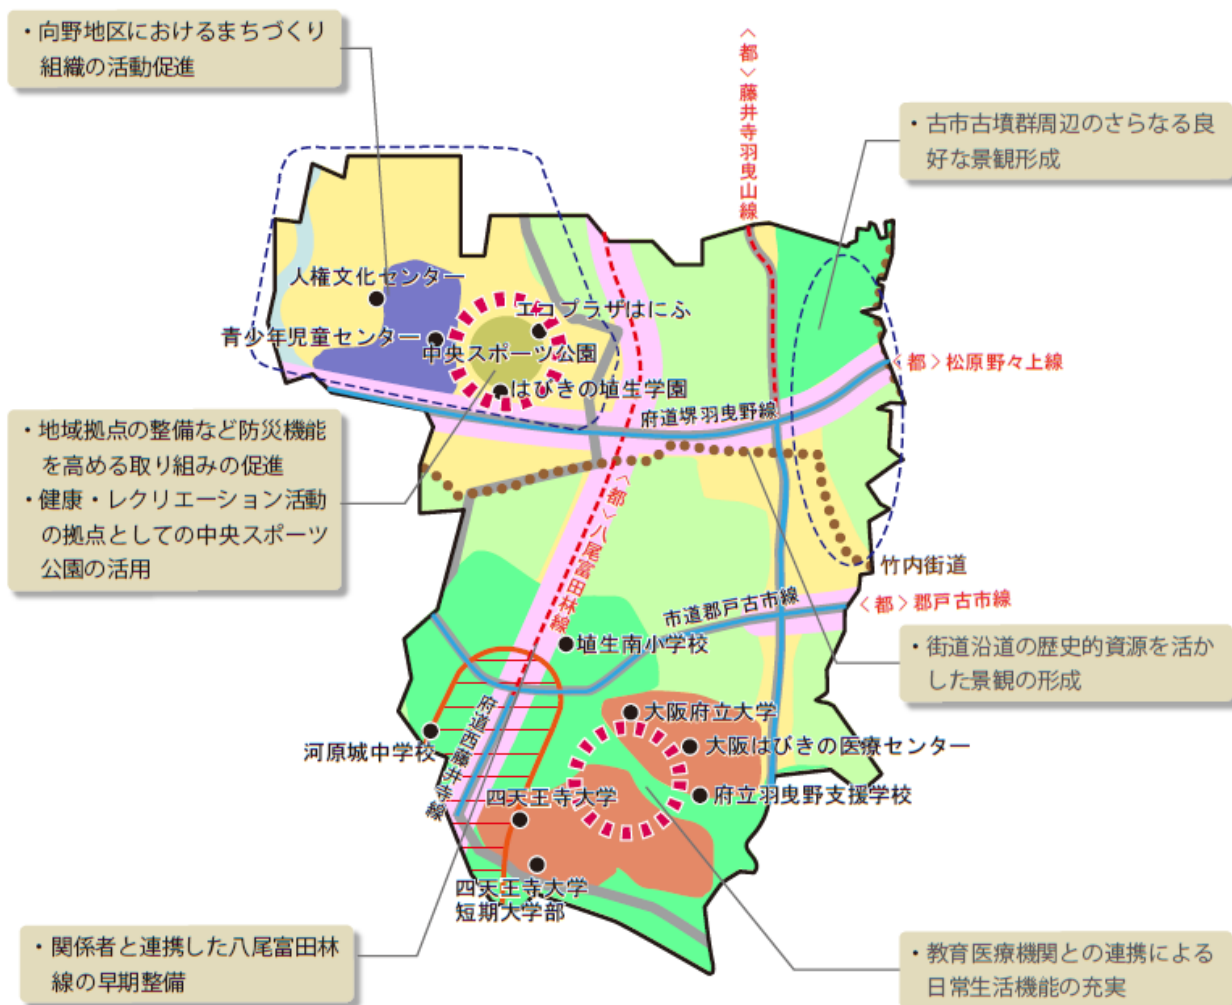 ・向野地区におけるまちづくり
組織の活動促進
〈都〉藤井寺羽曳山線
・古市古墳群周辺のさらなる良
好な景観形成
人権文化センター
エコプラザはにふ
青少年児童センター
中央スポーツ公園
〈都〉松原野々上線
はびきの埴生学園
府道堺羽曳野線
・地域拠点の整備など防災機能
を高める取り組みの促進
・健康・レクリエーション活動
の拠点としての中央スポーツ
公園の活用
〈都〉八尾富田林線
竹内街道
市道郡戸古市線
〈都〉郡戸古市線
埴生南小学校
・街道沿道の歴史的資源を活か
した景観の形成
府道西藤井寺線
大阪府立大学
河原城中学校
大阪はびきの医療センター
四天王寺大学
府立羽曳野支援学校
四天王寺大学
短期大学部
・関係者と連携した八尾富田林
線の早期整備
・教育医療機関との連携による
日常生活機能の充実